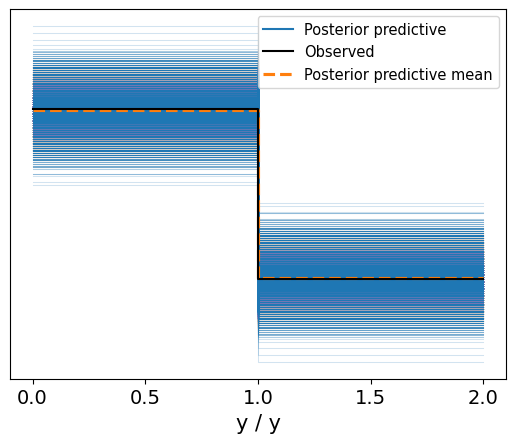 Posterior predictive
Observed
Posterior predictive mean
0.0 0.5 1.0 1.5 2.0
y / y